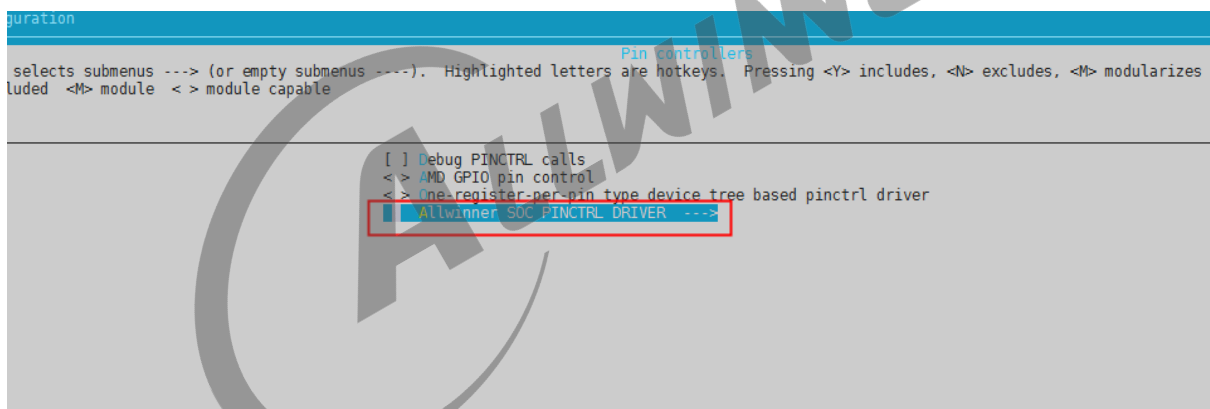 guration
Pin controllers
selects submenus ---> (or empty submenus ----).  Highlighted letters are hotkeys.  Pressing <Y> includes, <N> excludes, <M> modularizes
luded  <M> module  < > module capable
[ ] Debug PINCTRL calls
< > AMD GPIO pin control
< > One-register-per-pin type device tree based pinctrl driver
Allwinner SOC PINCTRL DRIVER  --->
ALLWINNE